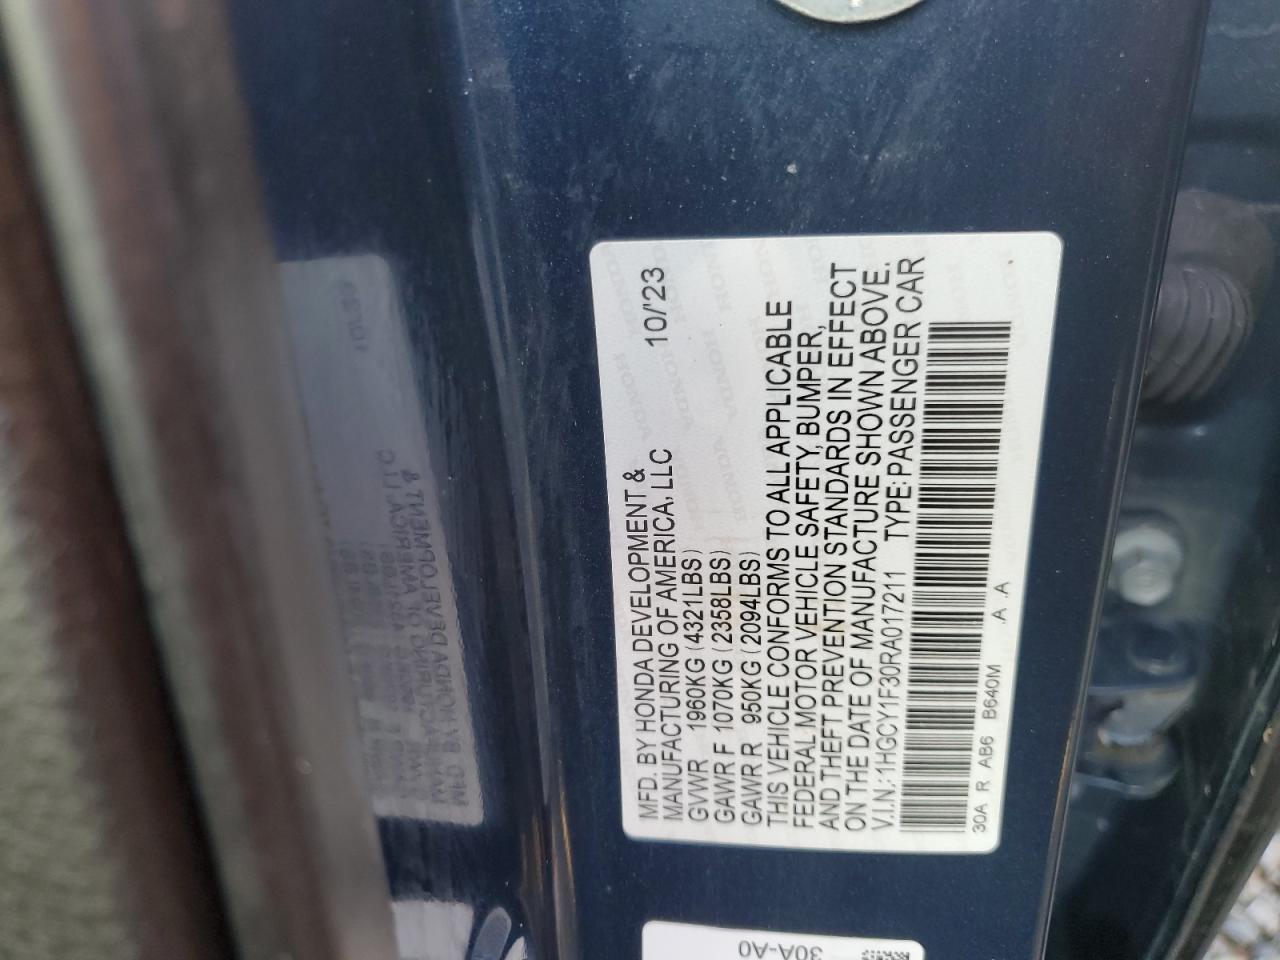 MFD. BY HONDA DEVELOPMENT &
MANUFACTURING OF AMERICA, LLC 10/'23
GVWR 1960KG (4321LBS)
GAWR F 1070KG (2358LBS)
GAWR R 950KG (2094LBS)
THIS VEHICLE CONFORMS TO ALL APPLICABLE
FEDERAL MOTOR VEHICLE SAFETY, BUMPER,
AND THEFT PREVENTION STANDARDS IN EFFECT
ON THE DATE OF MANUFACTURE SHOWN ABOVE.
V.I.N.:1HGCY1F30RA017211 TYPE:PASSENGER CAR
30A R AB6 B640M .A .A
30A-A0